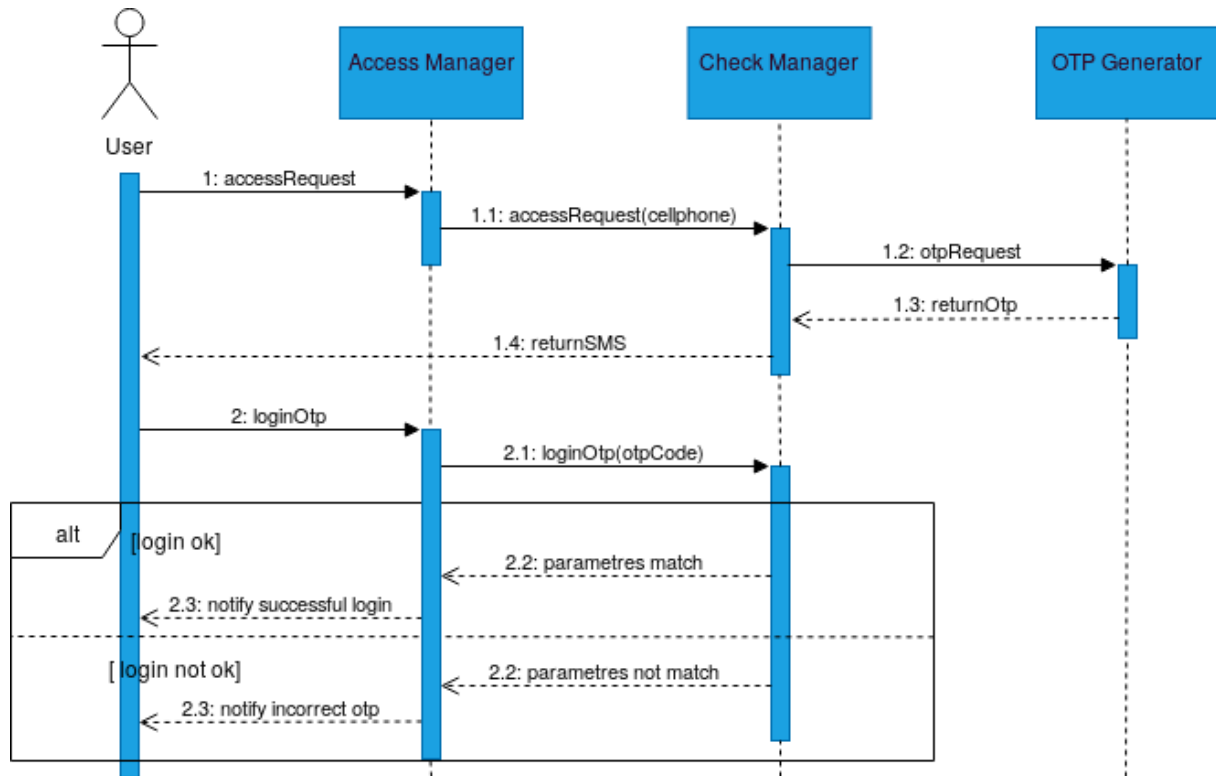 User
Access Manager
Check Manager
OTP Generator
1: accessRequest
1.1: accessRequest(cellphone)
1.2: otpRequest
1.3: returnOtp
1.4: returnSMS
2: loginOtp
2.1: loginOtp(otpCode)
alt
[login ok]
2.2: parametres match
2.3: notify successful login
[ login not ok]
2.2: parametres not match
2.3: notify incorrect otp